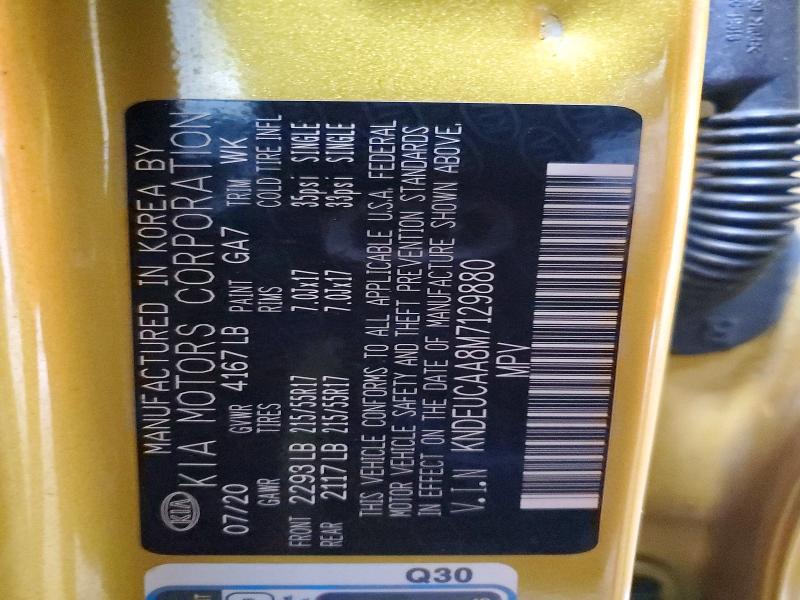 MANUFACTURED IN KOREA BY
KIA KIA MOTORS CORPORATION
07/20 GVWR 4167 LB PAINT GA7 TRIM WK
GAWR TIRES RIMS COLD TIRE INFL
FRONT 2293 LB 215/55R17 7.0Jx17 35psi SINGLE
REAR 2117 LB 215/55R17 7.0Jx17 33psi SINGLE
THIS VEHICLE CONFORMS TO ALL APPLICABLE U.S.A. FEDERAL
MOTOR VEHICLE SAFETY AND THEFT PREVENTION STANDARDS
IN EFFECT ON THE DATE OF MANUFACTURE SHOWN ABOVE.
V.I.N KNDEUCAA8M7129880
MPV
Q30